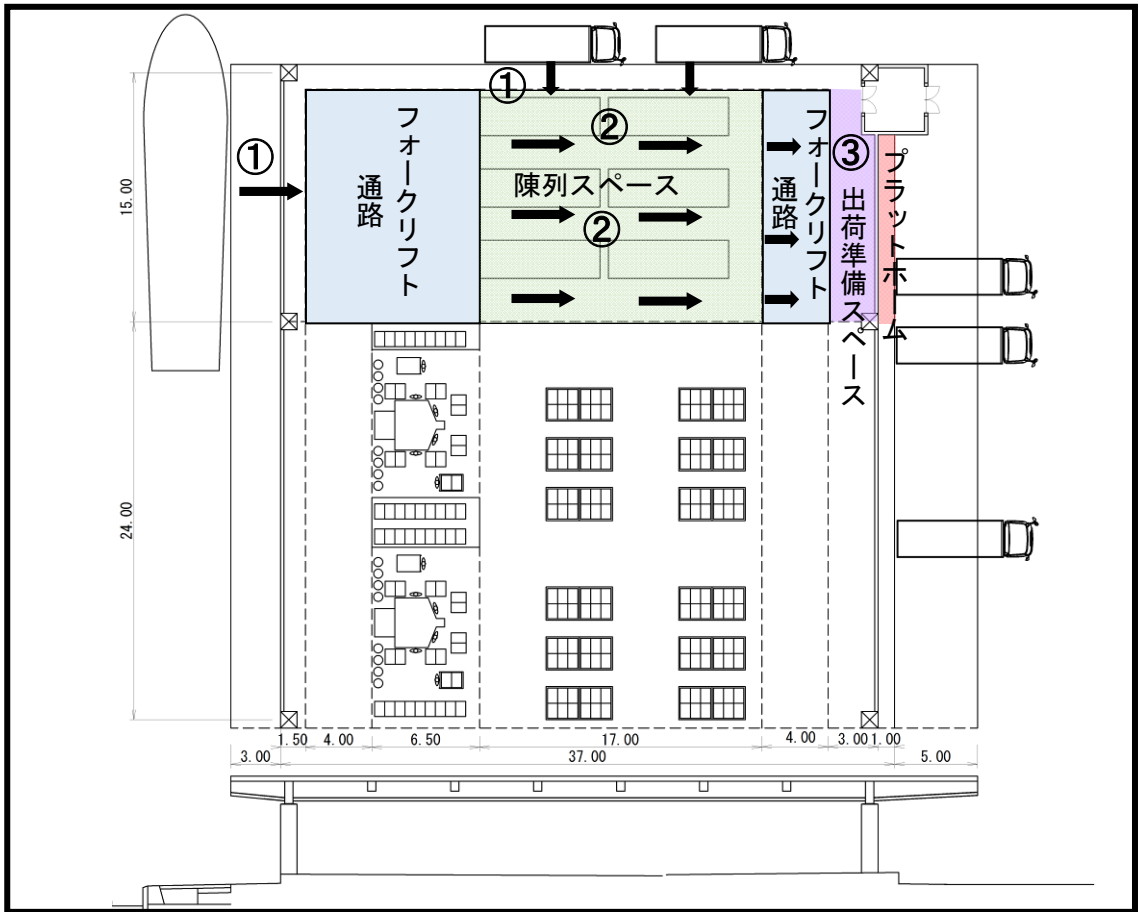 ①
①
②
③
フォークリフト
通路
陳列スペース
②
フォークリフト
通路
出荷準備スペース
プラットホーム
15.00
24.00
1.50
4.00
6.50
17.00
4.00
3.00
1.00
3.00
37.00
5.00